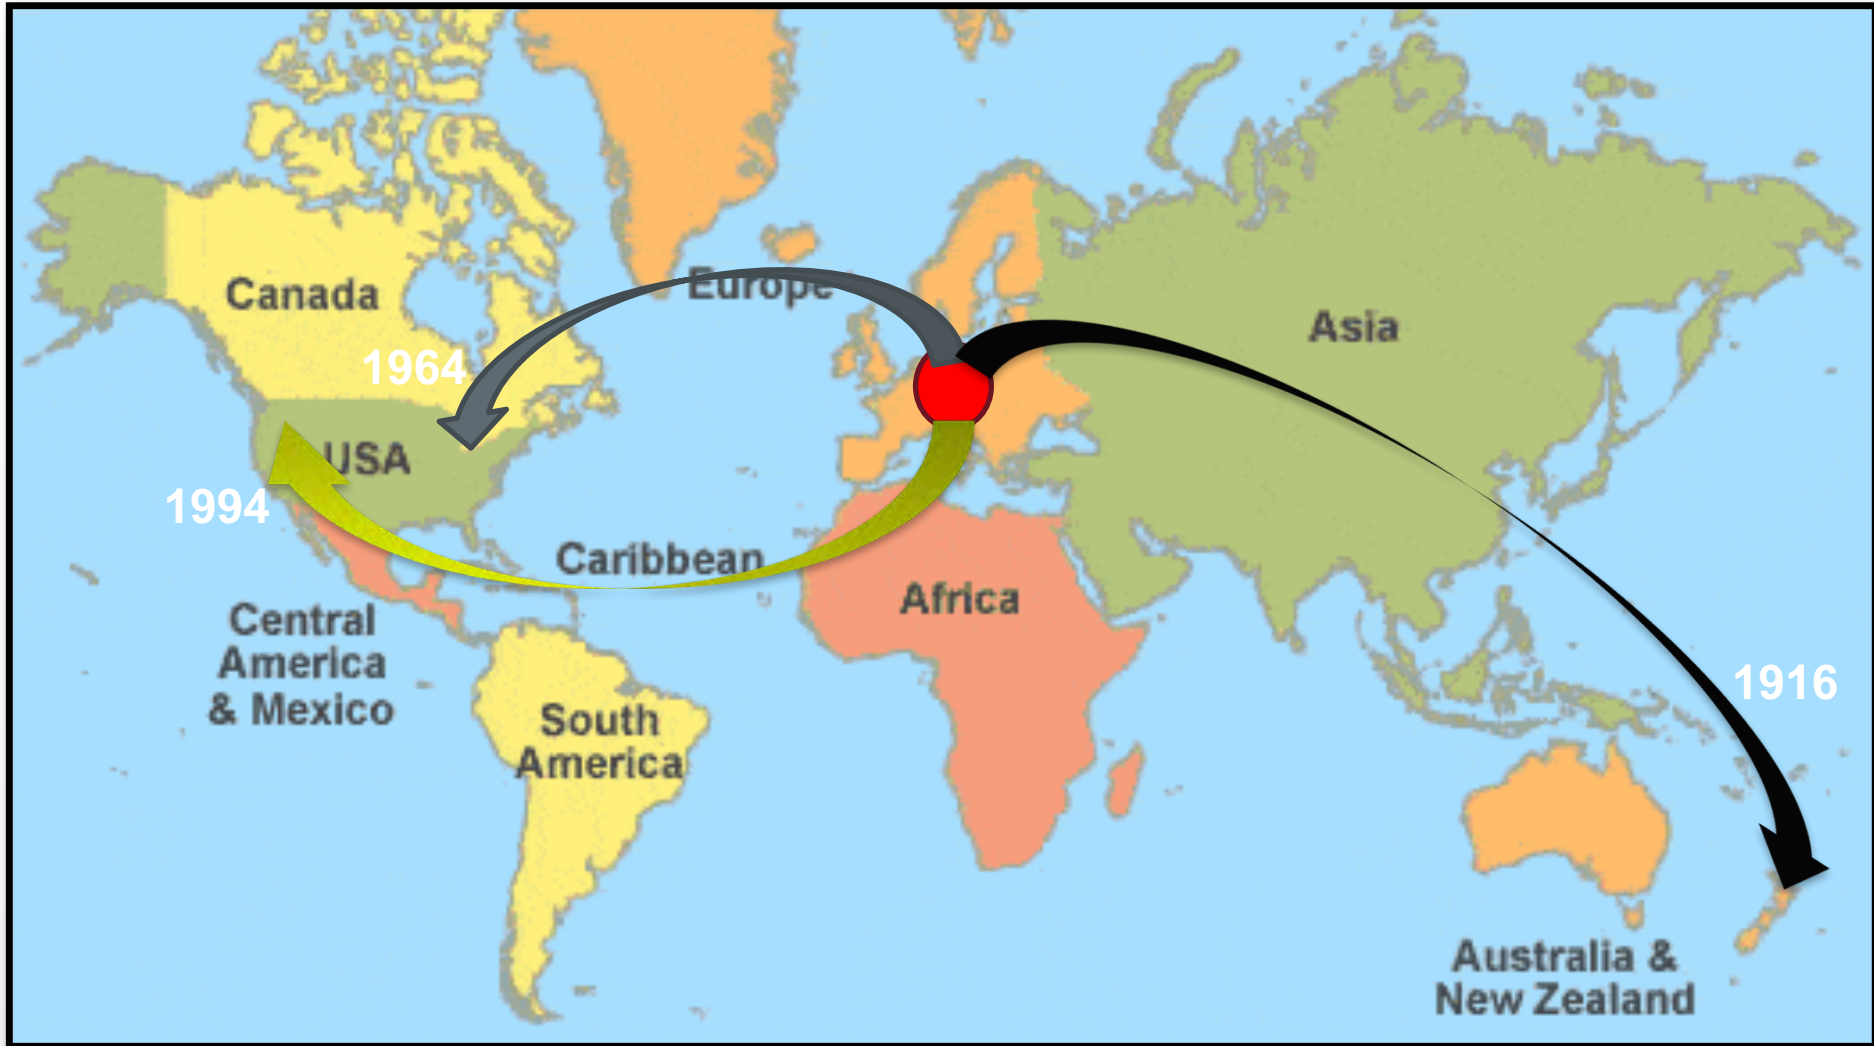 Canada
Europe
Asia
1964
USA
1994
Caribbean
Africa
Central
America
& Mexico
South
America
1916
Australia &
New Zealand